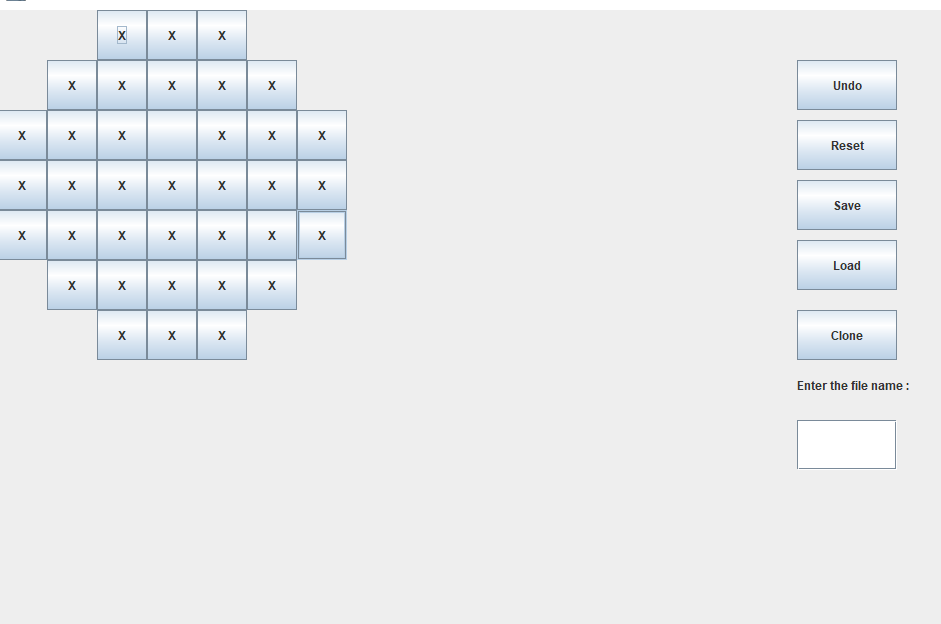 X X X
X X X X X
Undo
X X X X X X
Reset
X X X X X X X
Save
X X X X X X X
Load
X X X X X
X X X
Clone
Enter the file name :